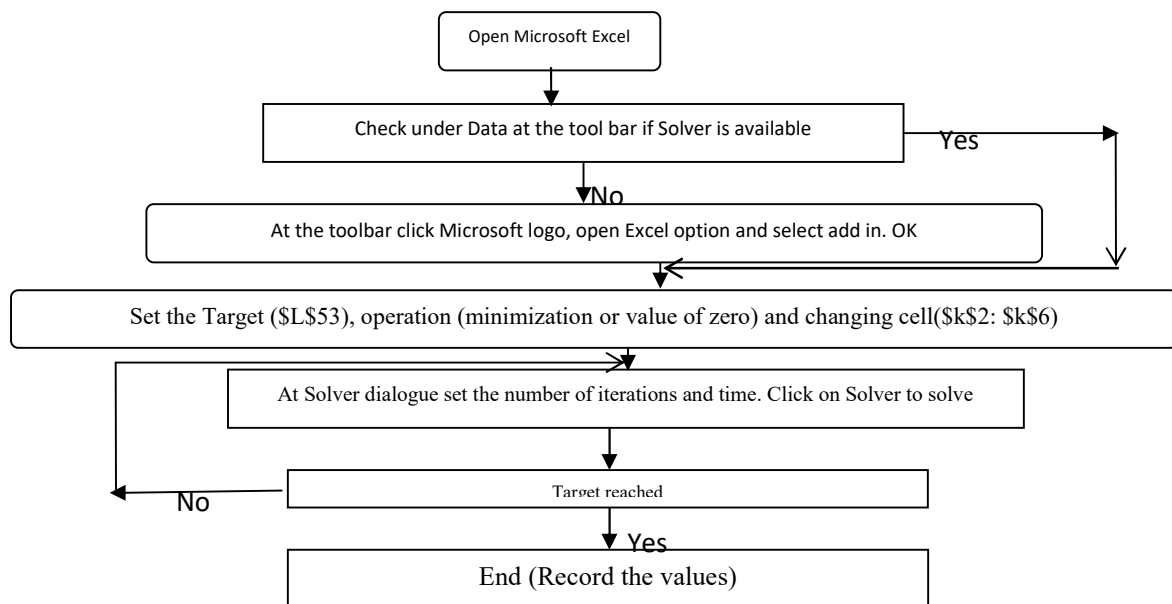 Open Microsoft Excel
Check under Data at the tool bar if Solver is available
Yes
No
At the toolbar click Microsoft logo, open Excel option and select add in. OK
Set the Target ($L$53), operation (minimization or value of zero) and changing cell($k$2: $k$6)
At Solver dialogue set the number of iterations and time. Click on Solver to solve
Target reached
No
Yes
End (Record the values)